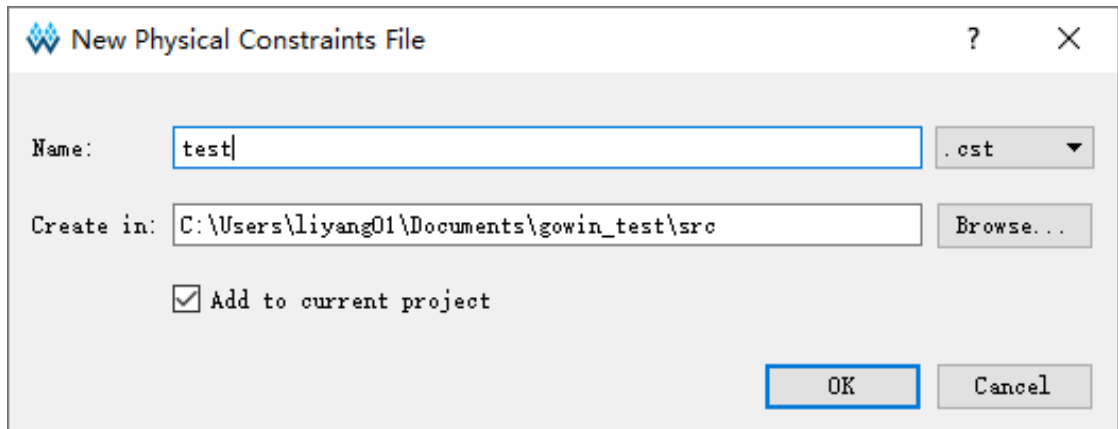 New Physical Constraints File ? ×
Name: test .cst
Create in: C:\Users\liyang01\Documents\gowin_test\src Browse...
Add to current project
OK Cancel